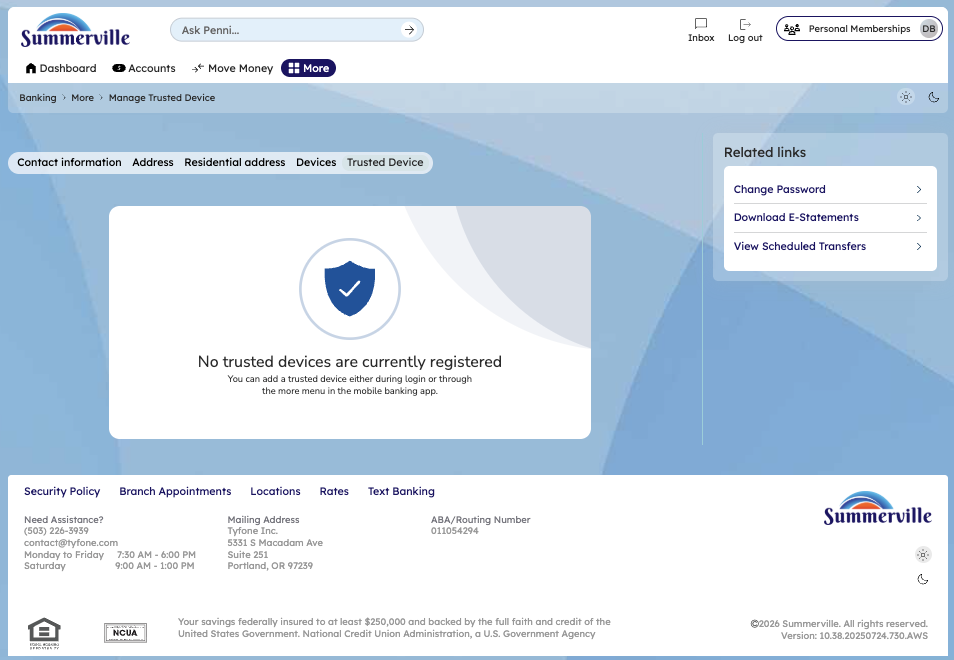 Summerville
Ask Penni...
Inbox
Log out
Personal Memberships
DB
Dashboard
Accounts
Move Money
More
Banking
More
Manage Trusted Device
Contact information
Address
Residential address
Devices
Trusted Device
Related links
Change Password
Download E-Statements
View Scheduled Transfers
No trusted devices are currently registered
You can add a trusted device either during login or through
the more menu in the mobile banking app.
Security Policy
Branch Appointments
Locations
Rates
Text Banking
Need Assistance?
(503) 226-3939
contact@tyfone.com
Monday to Friday 7:30 AM - 6:00 PM
Saturday 9:00 AM - 1:00 PM
Mailing Address
Tyfone Inc.
5331 S Macadam Ave
Suite 251
Portland, OR 97239
ABA/Routing Number
011054294
Summerville
NCUA
Your savings federally insured to at least $250,000 and backed by the full faith and credit of the
United States Government. National Credit Union Administration, a U.S. Government Agency
©2026 Summerville. All rights reserved.
Version: 10.38.20250724.730.AWS